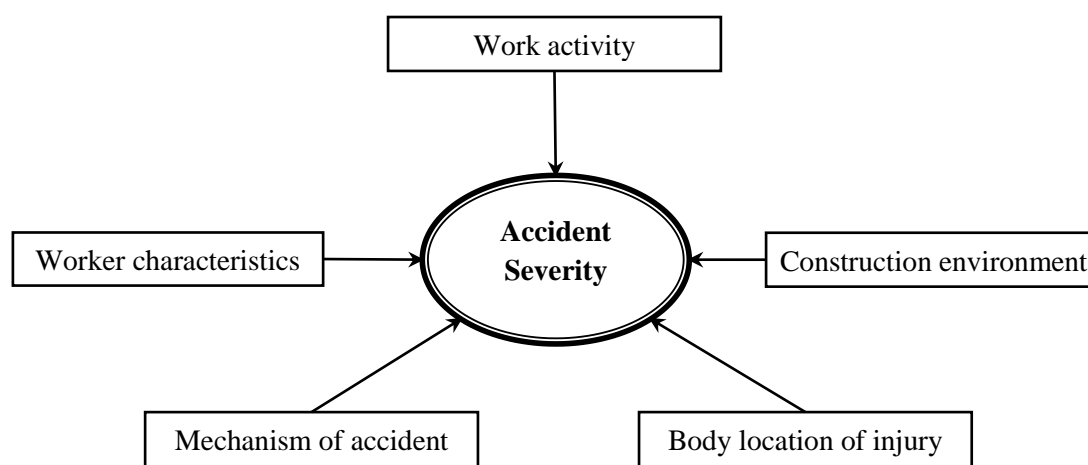 Work activity
Accident
Severity
Worker characteristics
Construction environment
Mechanism of accident
Body location of injury